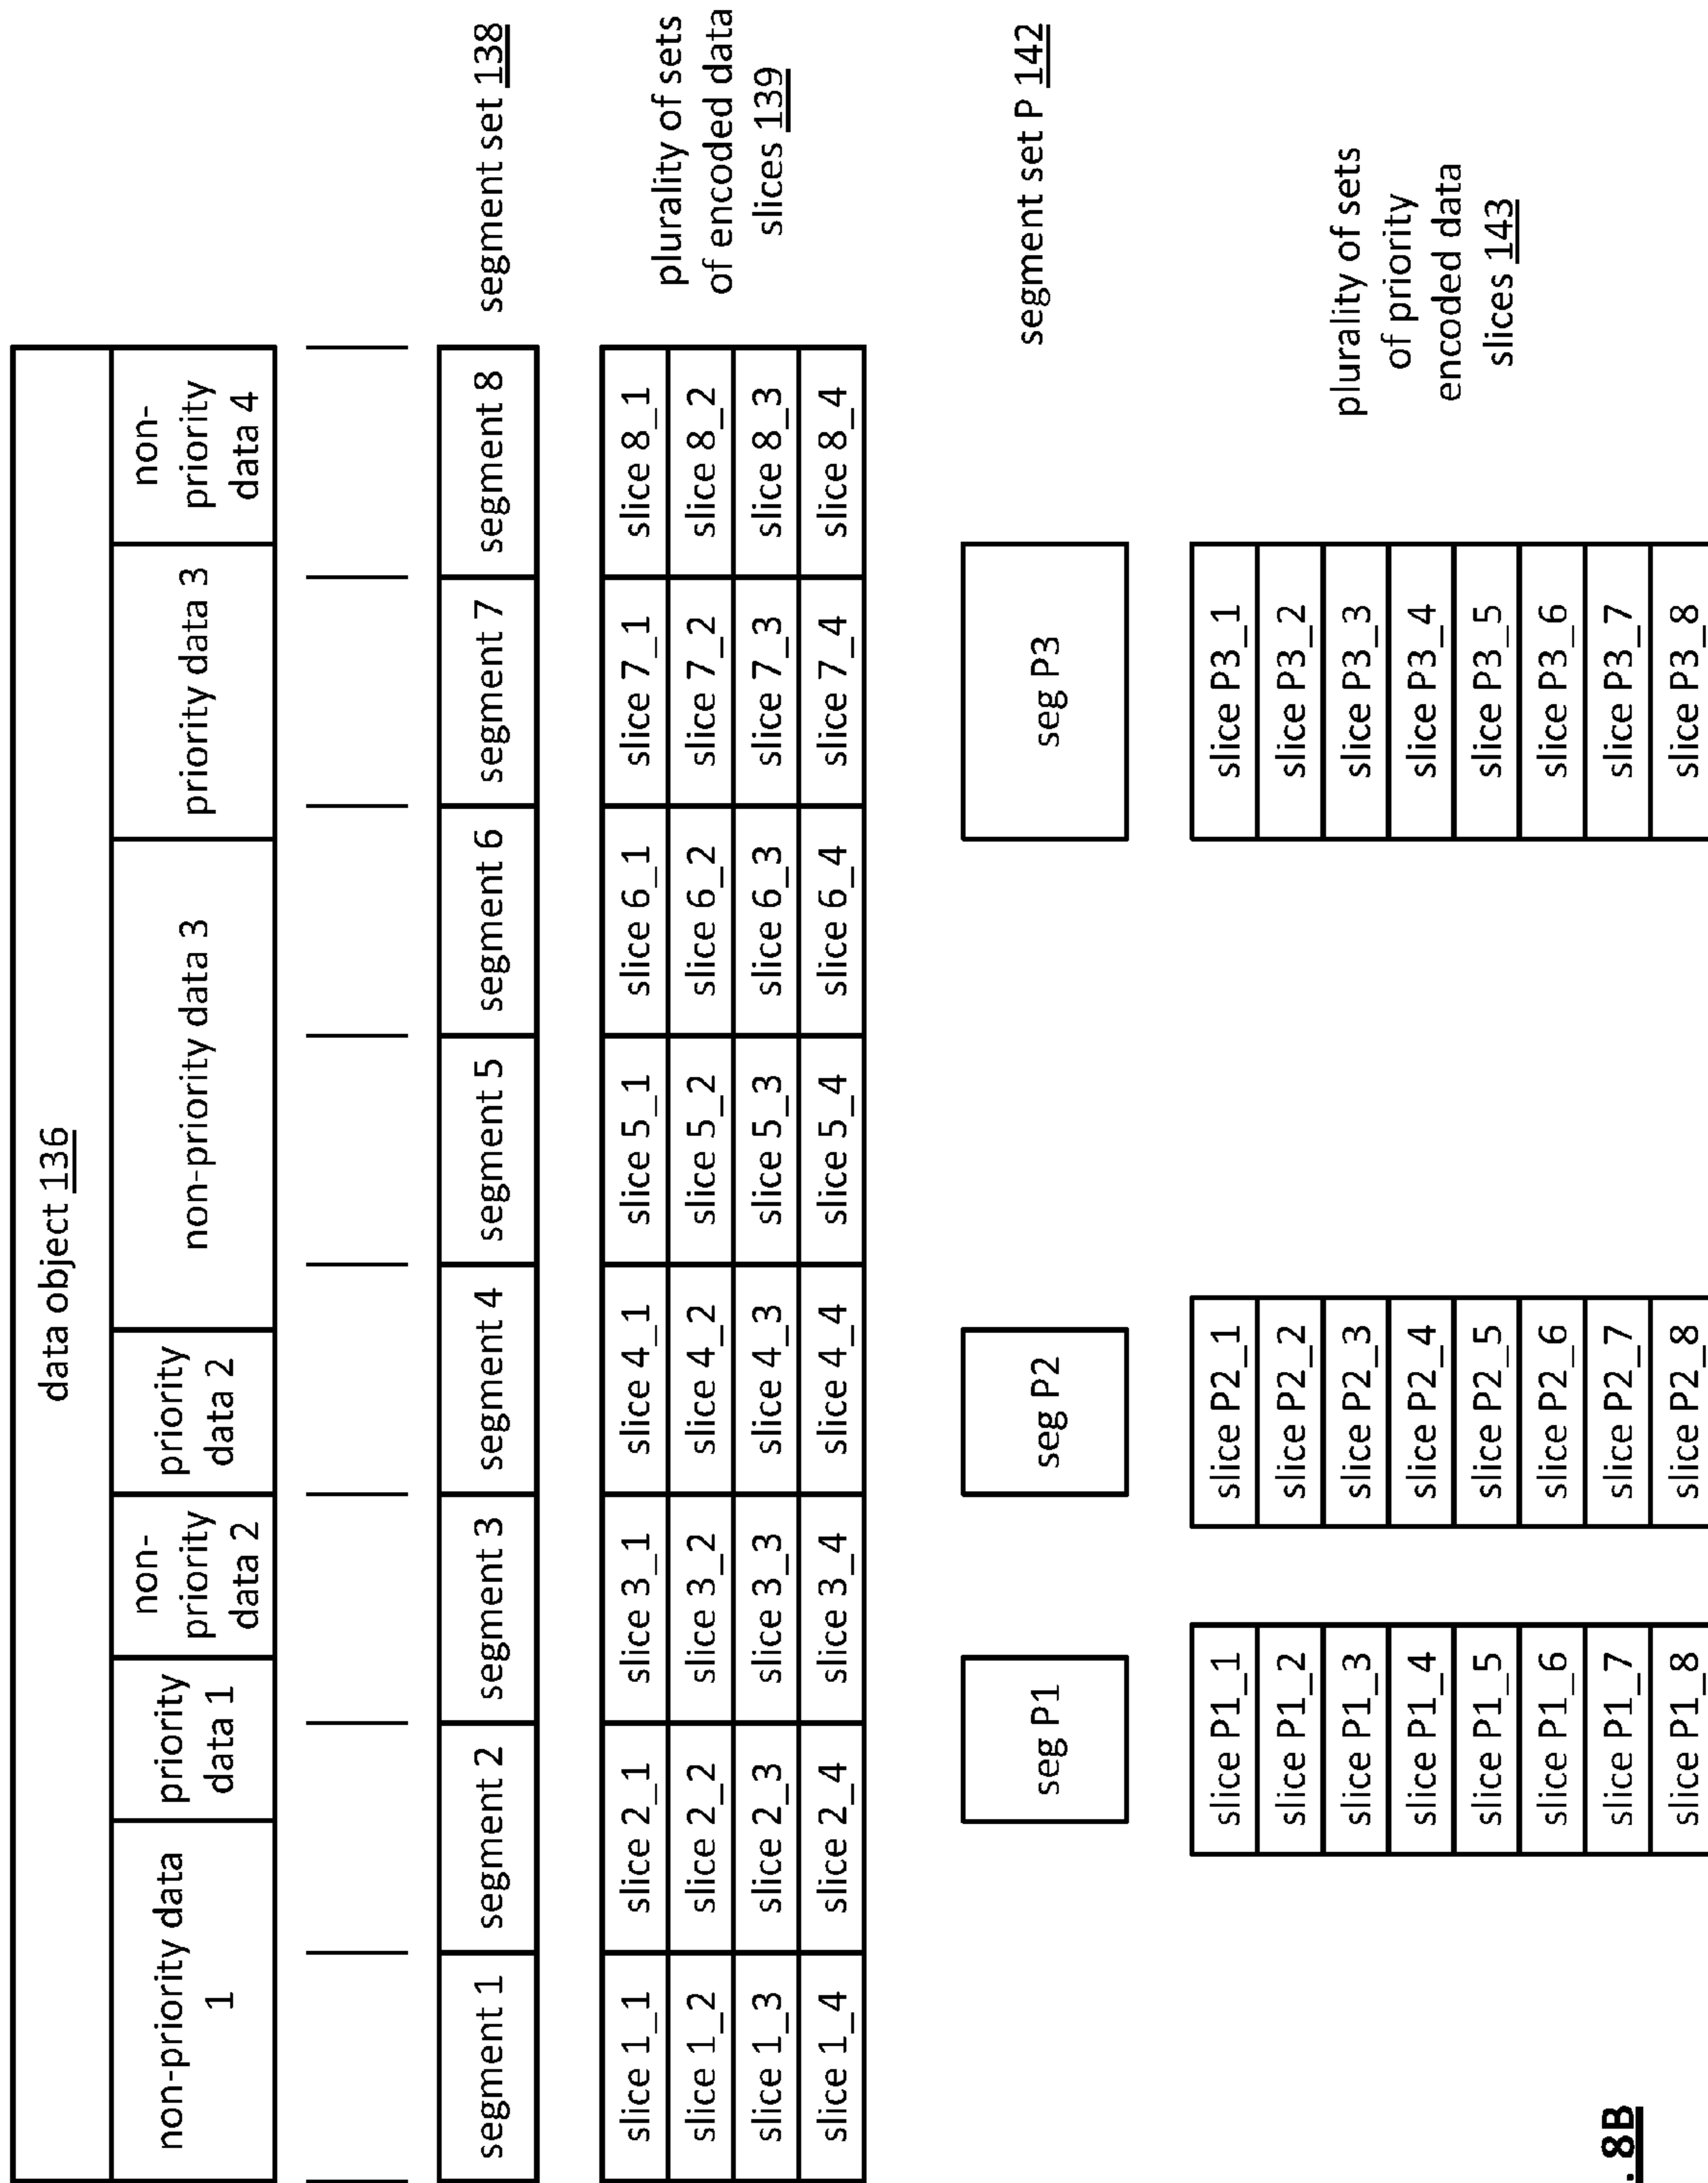 data object 136
non-priority data
1
priority
data 1
non-
priority
data 2
priority
data 2
non-priority data 3
priority data 3
non-
priority
data 4
segment 1
segment 2
segment 3
segment 4
segment 5
segment 6
segment 7
segment 8
segment set 138
slice 1_1
slice 2_1
slice 3_1
slice 4_1
slice 5_1
slice 6_1
slice 7_1
slice 8_1
slice 1_2
slice 2_2
slice 3_2
slice 4_2
slice 5_2
slice 6_2
slice 7_2
slice 8_2
slice 1_3
slice 2_3
slice 3_3
slice 4_3
slice 5_3
slice 6_3
slice 7_3
slice 8_3
slice 1_4
slice 2_4
slice 3_4
slice 4_4
slice 5_4
slice 6_4
slice 7_4
slice 8_4
plurality of sets
of encoded data
slices 139
seg P1
seg P2
seg P3
segment set P 142
slice P1_1
slice P2_1
slice P3_1
slice P1_2
slice P2_2
slice P3_2
slice P1_3
slice P2_3
slice P3_3
slice P1_4
slice P2_4
slice P3_4
slice P1_5
slice P2_5
slice P3_5
slice P1_6
slice P2_6
slice P3_6
slice P1_7
slice P2_7
slice P3_7
slice P1_8
slice P2_8
slice P3_8
plurality of sets
of priority
encoded data
slices 143
. 8B